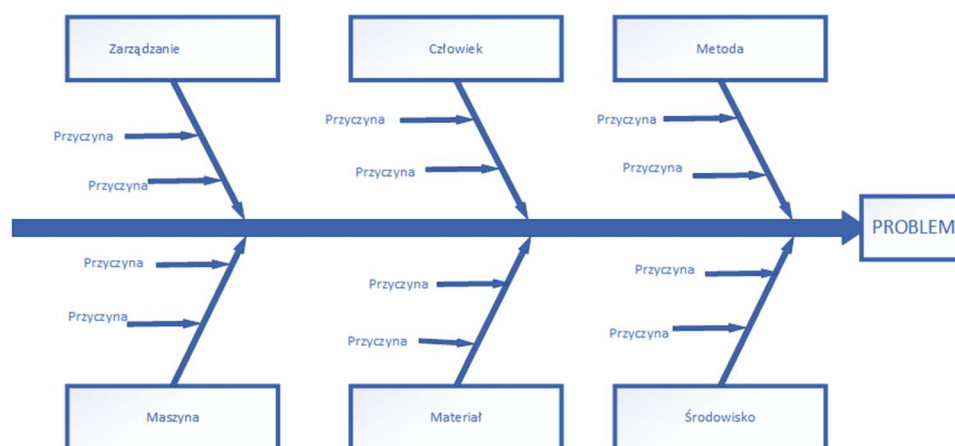 Zarządzanie
Człowiek
Metoda
Przyczyna
Przyczyna
Przyczyna
Przyczyna
Przyczyna
Przyczyna
PROBLEM
Przyczyna
Przyczyna
Przyczyna
Przyczyna
Przyczyna
Przyczyna
Maszyna
Materiał
Środowisko